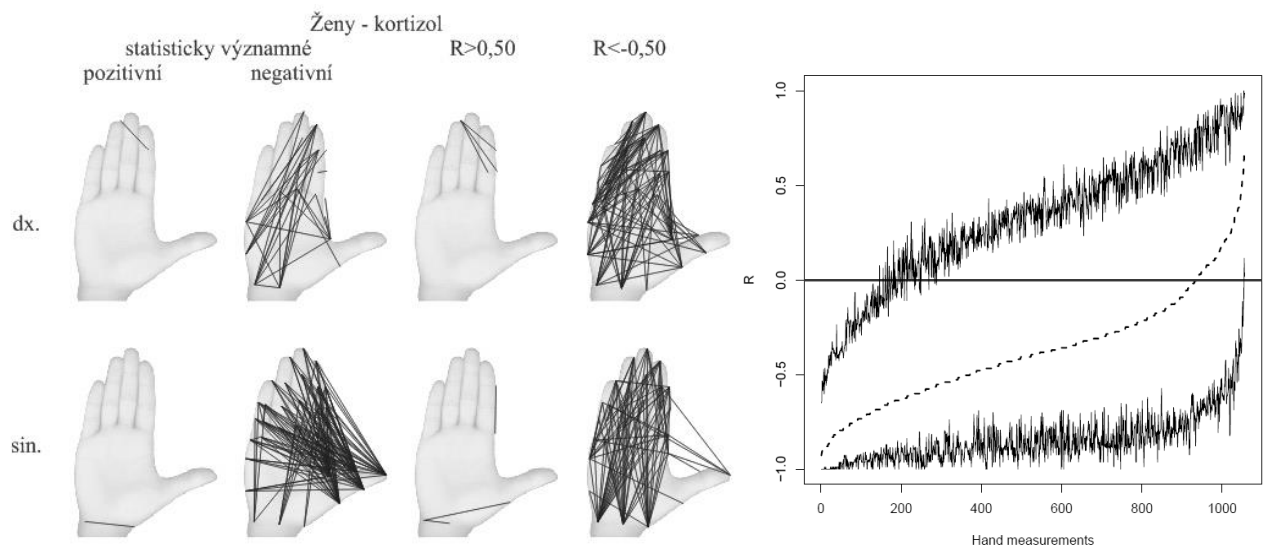 Ženy - kortizol
statisticky významné R>0,50 R<-0,50
pozitivní negativní
dx.
sin.
1.0
0.5
0.0
−0.5
−1.0
R
0 200 400 600 800 1000
Hand measurements